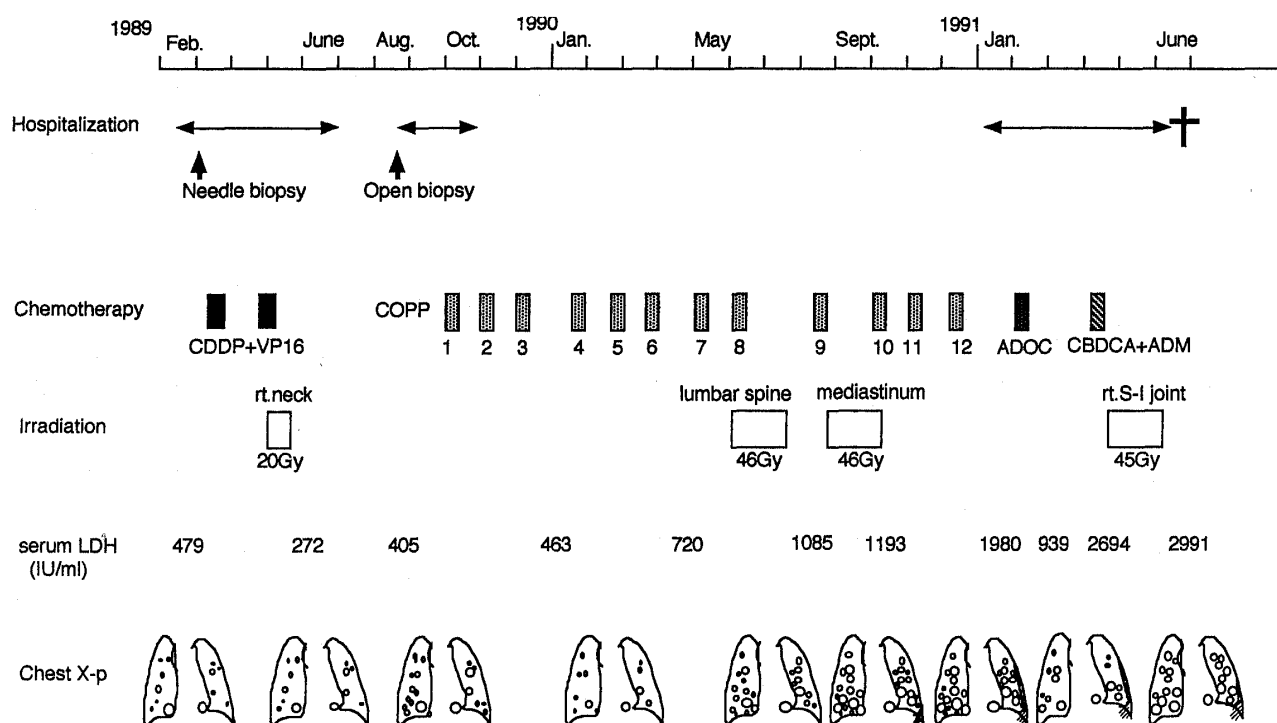 1989 1990 1991
Feb. June Aug. Oct. Jan. May Sept. Jan. June
Hospitalization
Needle biopsy Open biopsy
Chemotherapy COPP
CDDP+VP16 1 2 3 4 5 6 7 8 9 10 11 12 ADOC CBDCA+ADM
rt.neck lumbar spine mediastinum rt.S-I joint
Irradiation
20Gy 46Gy 46Gy 45Gy
serum LDH 479 272 405 463 720 1085 1193 1980 939 2694 2991
(IU/ml)
Chest X-p